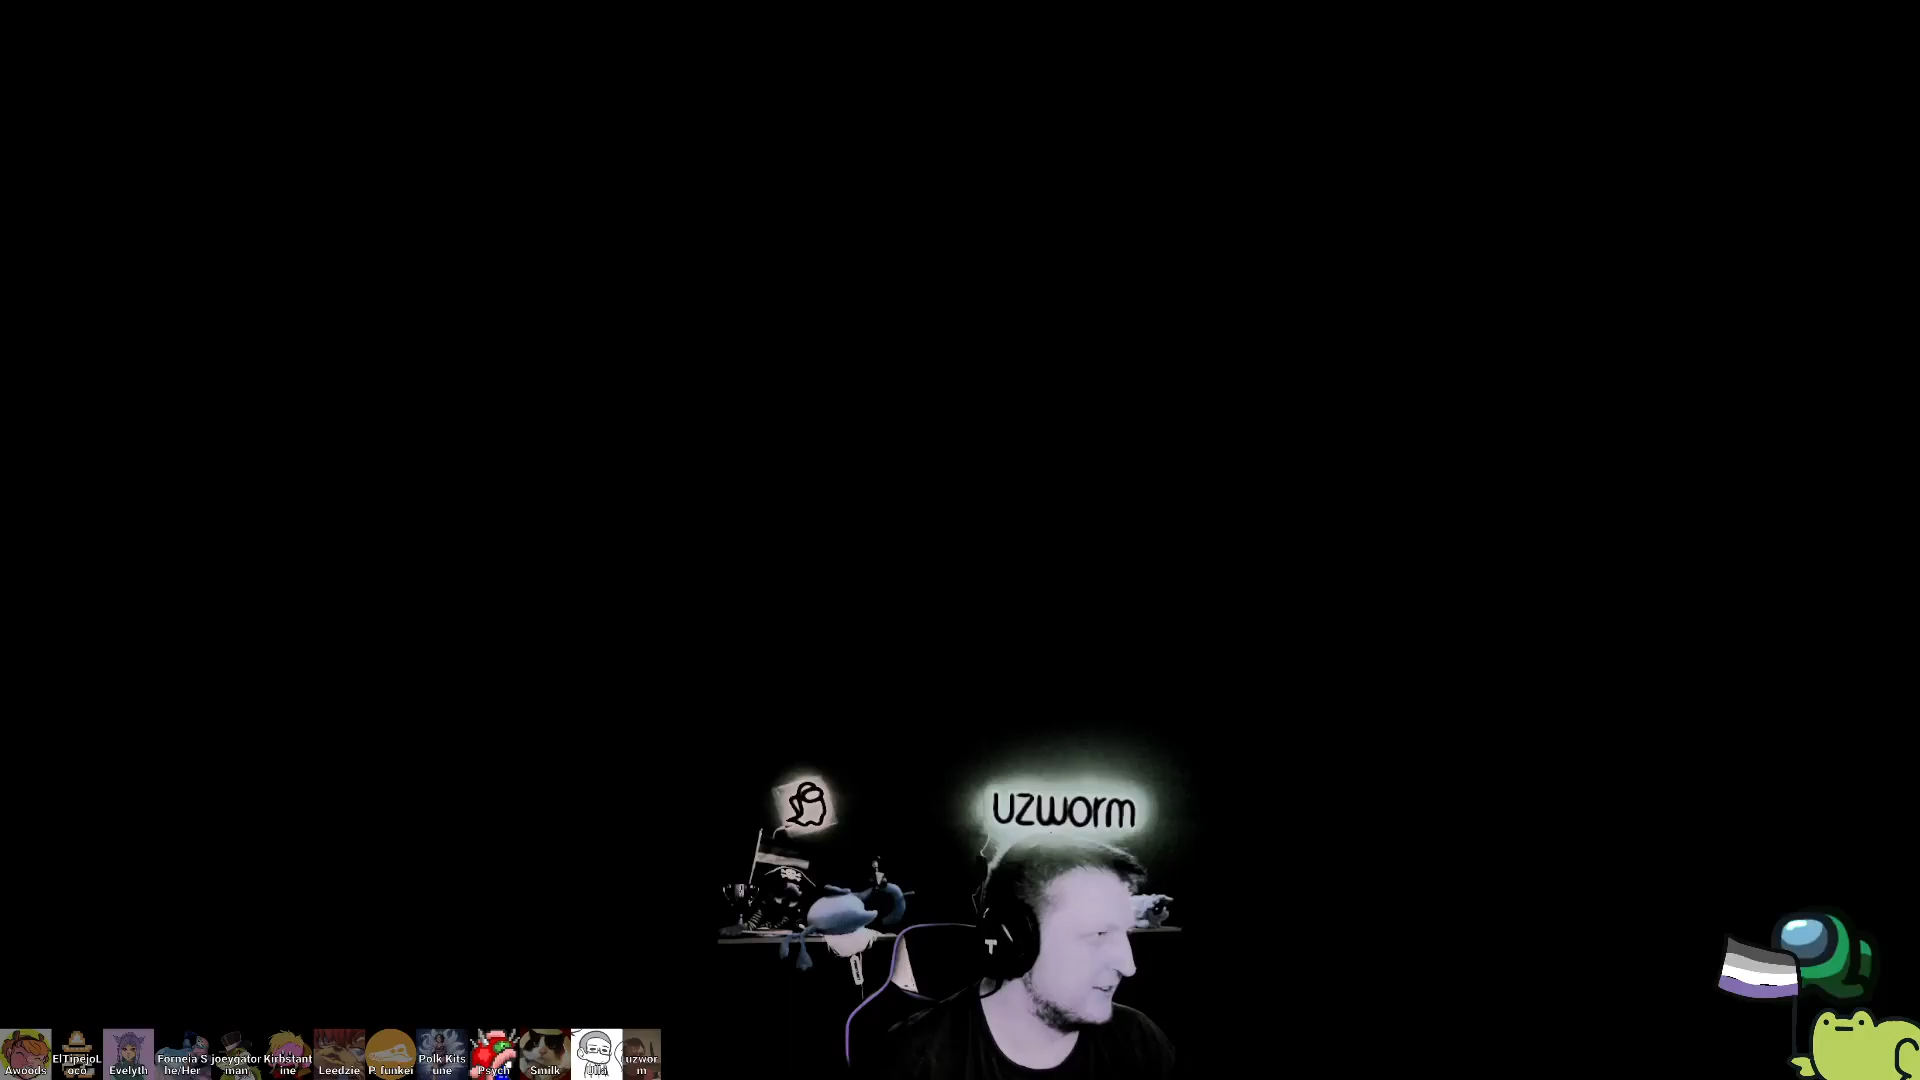 uzworm
T
Awoods
ElTipejoL
oco
Evelyth
Forneia S
he/Her
joeygator
man
Kirbstant
ine
Leedzie
P. funkei
Polk Kits
une
Psych
Smilk
uzwor
m